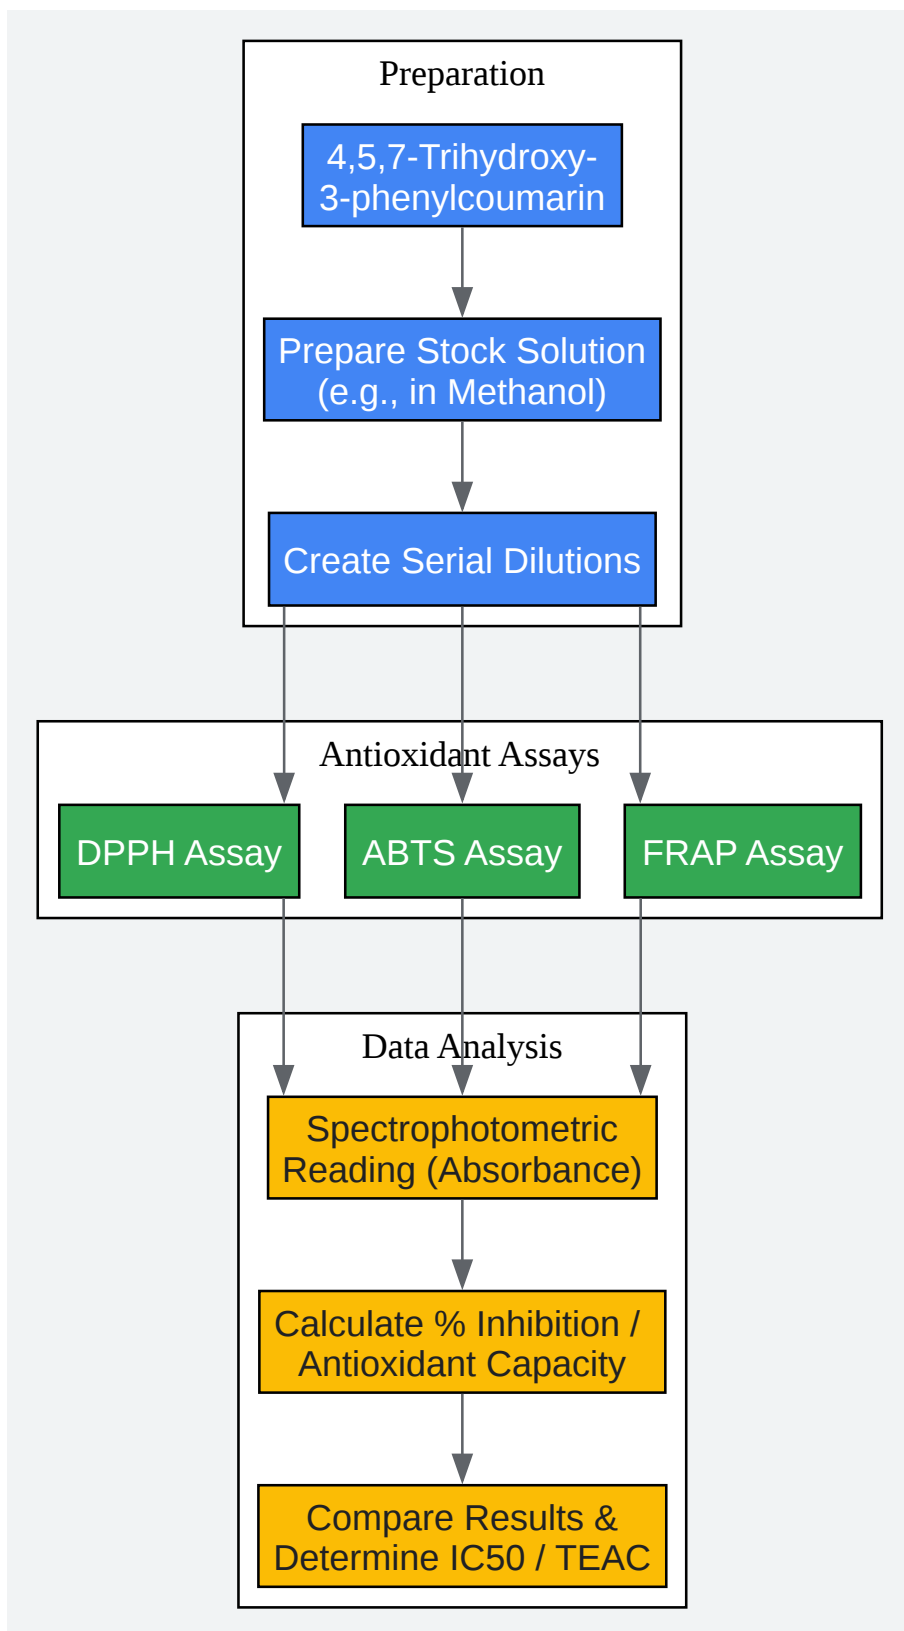 Preparation
4,5,7-Trihydroxy-
3-phenylcoumarin
Prepare Stock Solution
(e.g., in Methanol)
Create Serial Dilutions
Antioxidant Assays
DPPH Assay
ABTS Assay
FRAP Assay
Data Analysis
Spectrophotometric
Reading (Absorbance)
Calculate % Inhibition /
Antioxidant Capacity
Compare Results &
Determine IC50 / TEAC